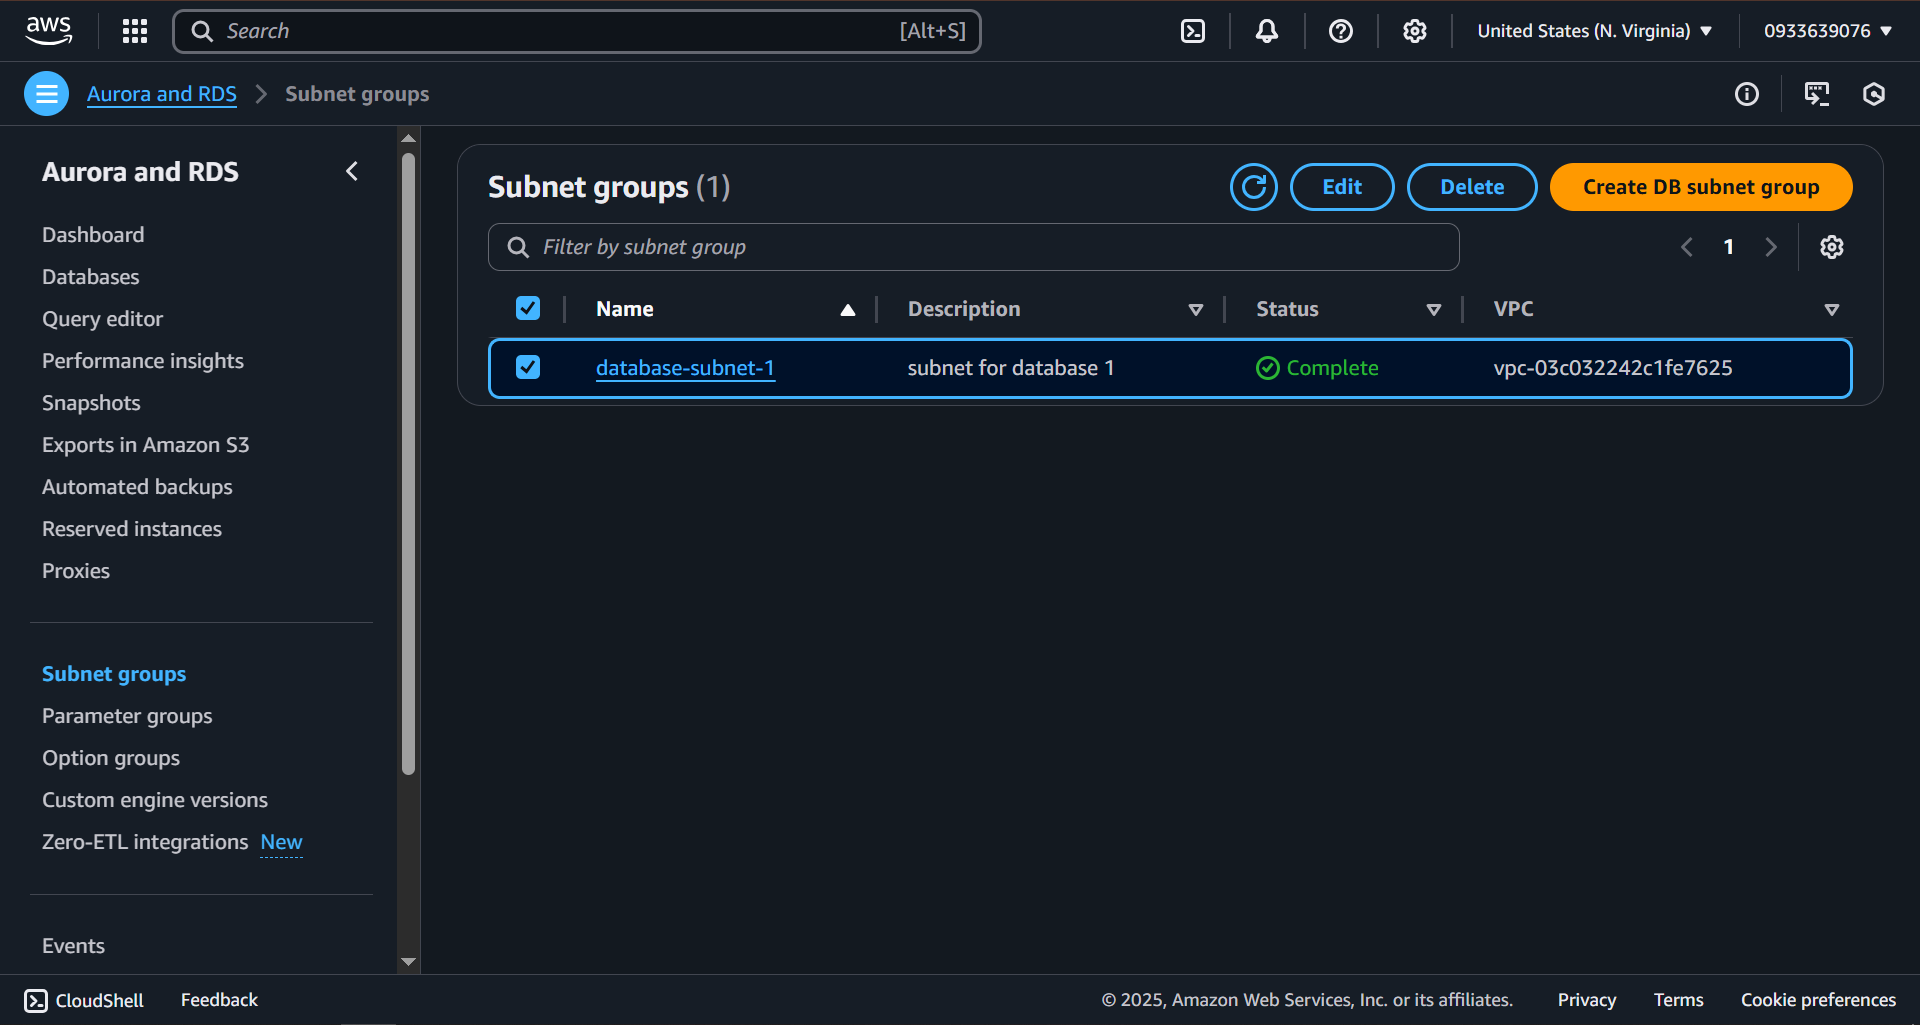 aws
Search [Alt+S]
United States (N. Virginia)
0933639076
Aurora and RDS
Subnet groups
Aurora and RDS
Dashboard
Databases
Query editor
Performance insights
Snapshots
Exports in Amazon S3
Automated backups
Reserved instances
Proxies
Subnet groups
Parameter groups
Option groups
Custom engine versions
Zero-ETL integrations New
Events
Subnet groups (1)
Edit
Delete
Create DB subnet group
Filter by subnet group
1
Name Description Status VPC
database-subnet-1 subnet for database 1 Complete vpc-03c032242c1fe7625
CloudShell Feedback © 2025, Amazon Web Services, Inc. or its affiliates. Privacy Terms Cookie preferences